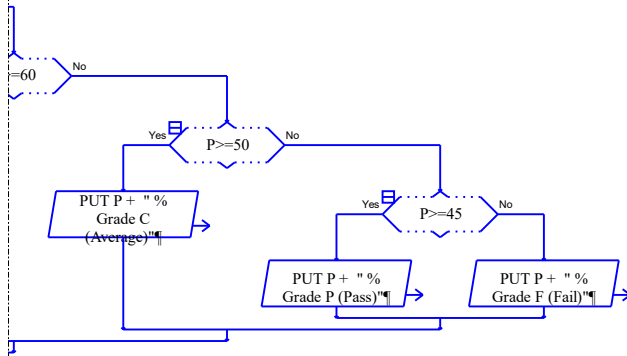 =60
No
Yes
P>=50
No
PUT P + " %
Grade C
(Average)"¶
Yes
P>=45
No
PUT P + " %
Grade P (Pass)"¶
PUT P + " %
Grade F (Fail)"¶